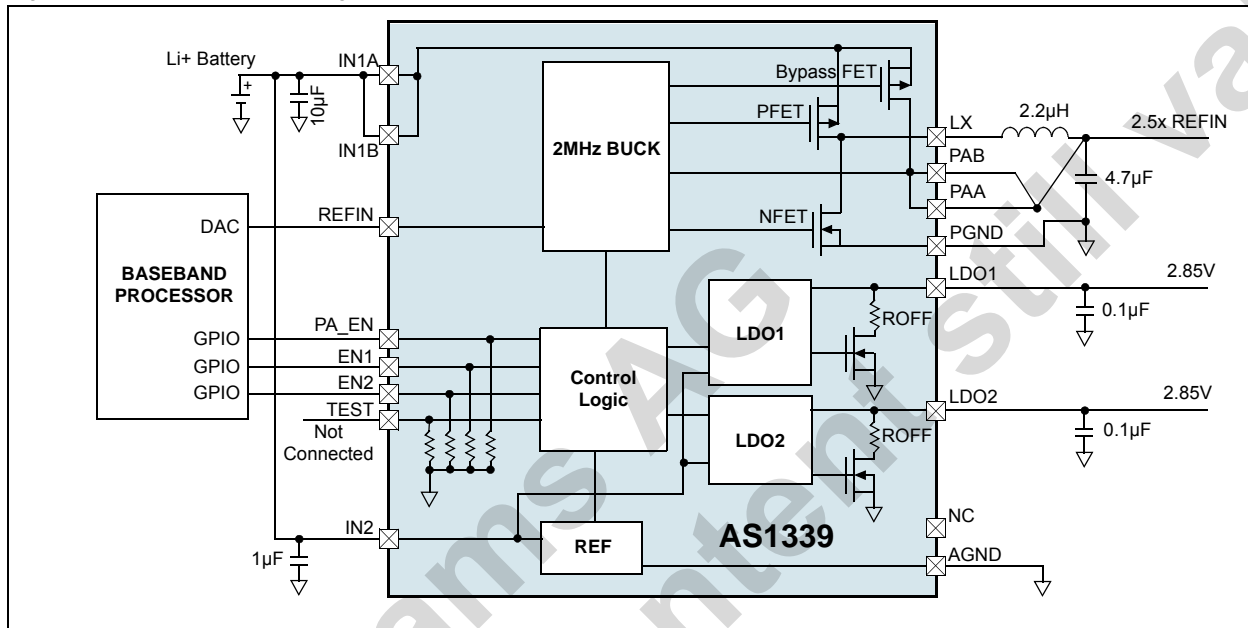 Li+ Battery
+
10µF
IN1A
IN1B
Bypass FET
PFET
NFET
2MHz BUCK
LX
2.2µH
2.5x REFIN
PAB
PAA
4.7µF
PGND
DAC
REFIN
BASEBAND
PROCESSOR
GPIO
PA_EN
GPIO
EN1
GPIO
EN2
TEST
Not
Connected
Control
Logic
LDO1
ROFF
LDO1
2.85V
0.1µF
LDO2
ROFF
LDO2
2.85V
0.1µF
IN2
1µF
REF
AS1339
NC
AGND
ams AG